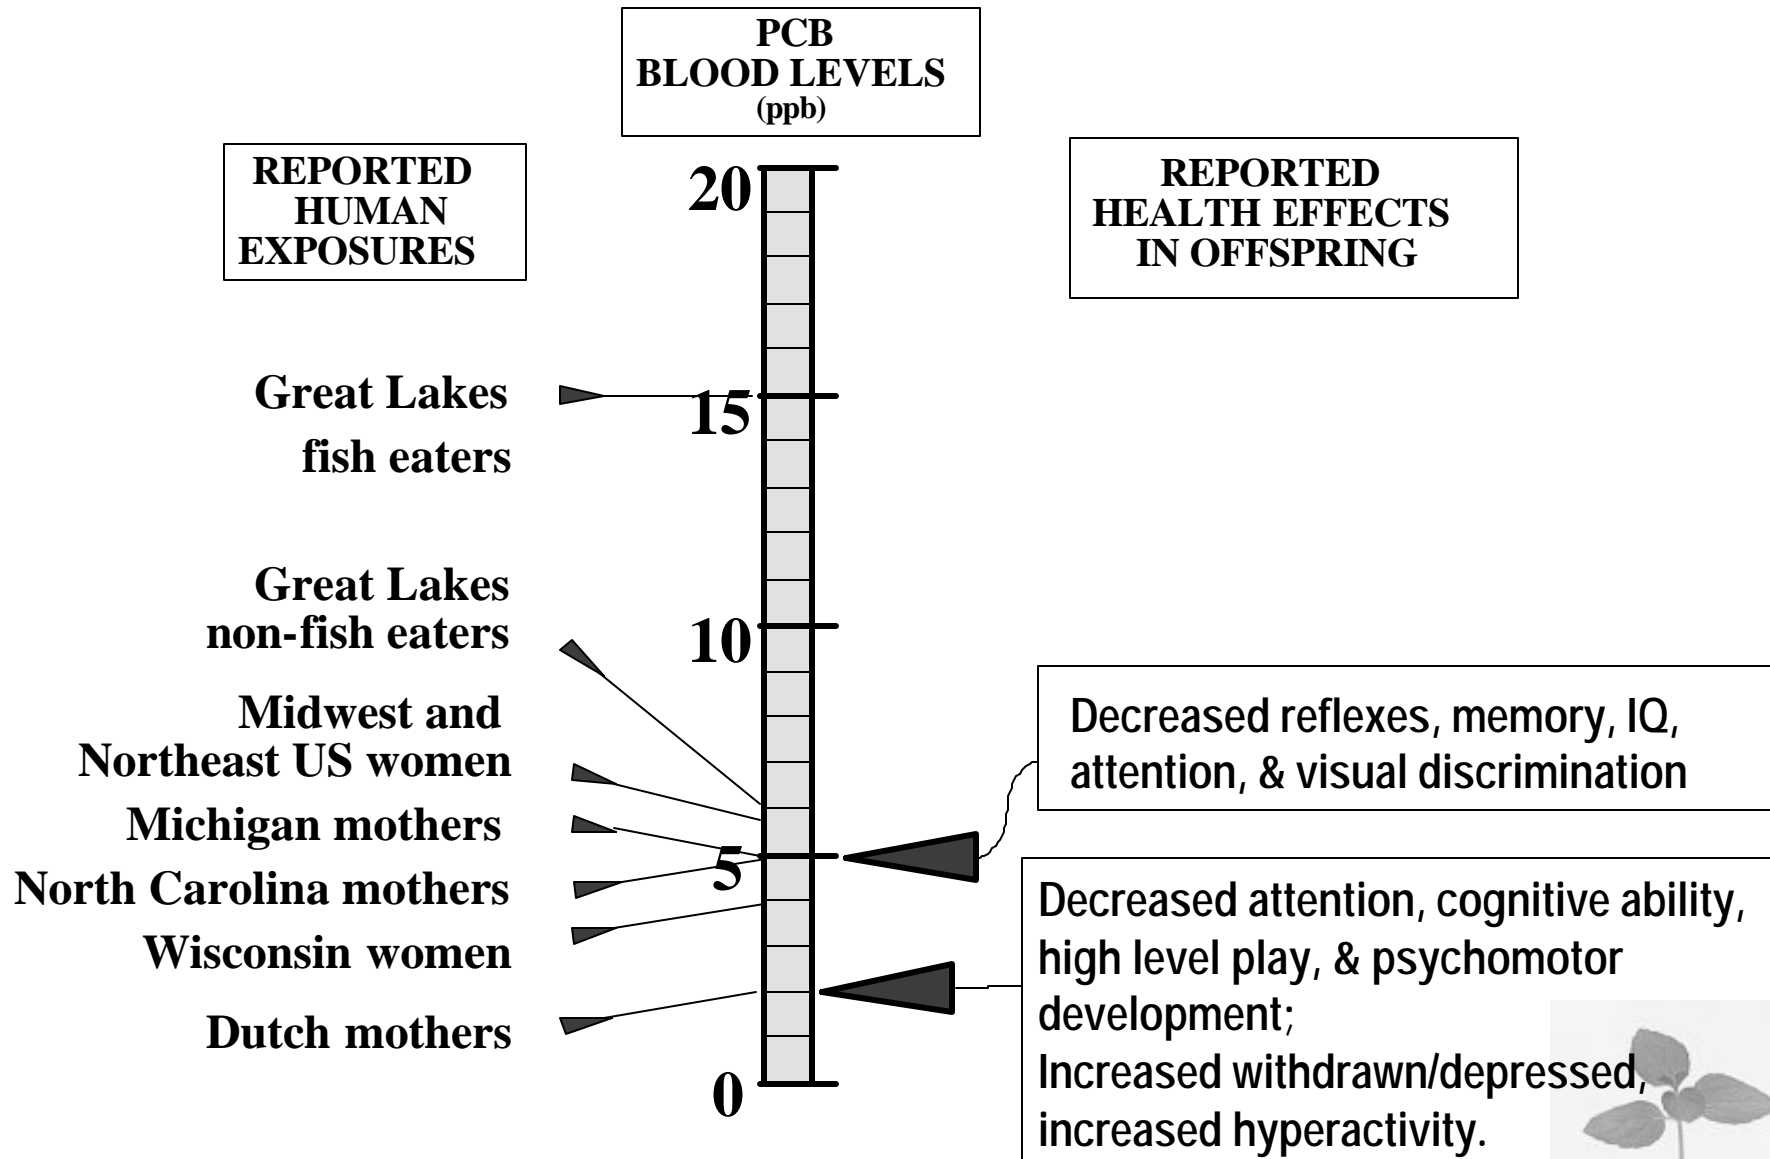 PCB
BLOOD LEVELS
(ppb)
REPORTED
HUMAN
EXPOSURES
REPORTED
HEALTH EFFECTS
IN OFFSPRING
20
15
10
5
0
Great Lakes
fish eaters
Great Lakes
non-fish eaters
Midwest and
Northeast US women
Michigan mothers
North Carolina mothers
Wisconsin women
Dutch mothers
Decreased reflexes, memory, IQ,
attention, & visual discrimination
Decreased attention, cognitive ability,
high level play, & psychomotor
development;
Increased withdrawn/depressed,
increased hyperactivity.